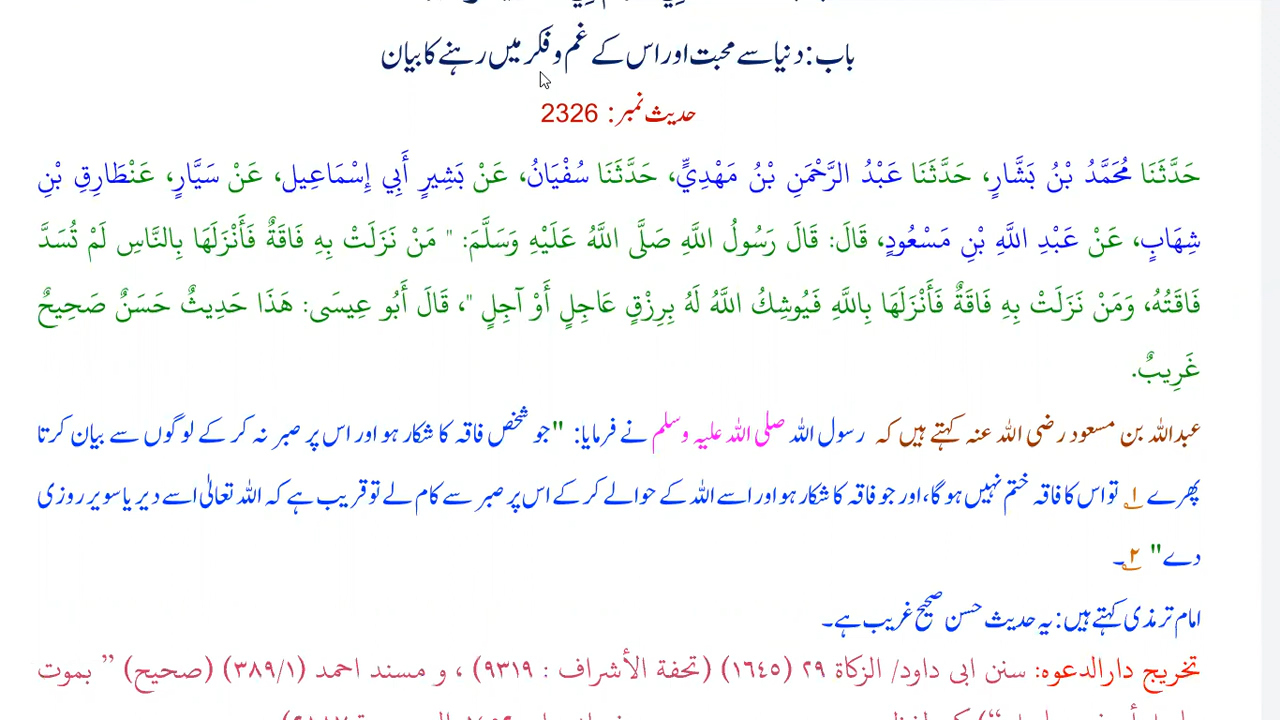 باب: دنیا سے محبت اور اس کے غم و فکر میں رہنے کا بیان
حدیث نمبر: 2326
حَدَّثَنَا مُحَمَّدُ بْنُ بَشَّارٍ، حَدَّثَنَا عَبْدُ الرَّحْمَنِ بْنُ مَهْدِيٍّ، حَدَّثَنَا سُفْيَانُ، عَنْ بَشِيرٍ أَبِي إِسْمَاعِيل، عَنْ سَيَّارٍ، عَنْطَارِقِ بْنِ
شِهَابٍ، عَنْ عَبْدِ اللَّهِ بْنِ مَسْعُودٍ، قَالَ: قَالَ رَسُولُ اللَّهِ صَلَّى اللَّهُ عَلَيْهِ وَسَلَّمَ: " مَنْ نَزَلَتْ بِهِ فَاقَةٌ فَأَنْزَلَهَا بِالنَّاسِ لَمْ تُسَدَّ
فَاقَتُهُ، وَمَنْ نَزَلَتْ بِهِ فَاقَةٌ فَأَنْزَلَهَا بِاللَّهِ فَيُوشِكُ اللَّهُ لَهُ بِرِزْقٍ عَاجِلٍ أَوْ آجِلٍ "، قَالَ أَبُو عِيسَى: هَذَا حَدِيثٌ حَسَنٌ صَحِيحٌ
غَرِيبٌ.
عبداللہ بن مسعود رضی اللہ عنہ کہتے ہیں کہ رسول اللہ صلی اللہ علیہ وسلم نے فرمایا: "جو شخص فاقہ کا شکار ہو اور اس پر صبر نہ کر کے لوگوں سے بیان کرتا
پھرے ۱؎ تو اس کا فاقہ ختم نہیں ہو گا، اور جو فاقہ کا شکار ہو اور اسے اللہ کے حوالے کر کے اس پر صبر سے کام لے تو قریب ہے کہ اللہ تعالیٰ اسے دیر یا سویر روزی
دے" ۲؎۔
امام ترمذی کہتے ہیں: یہ حدیث حسن صحیح غریب ہے۔
تخریج دارالدعوہ: سنن ابی داود/ الزکاة ۲۹ (۱۶۴۵) (تحفة الأشراف : ۹۳۱۹) ، و مسند احمد (۳۸۹/۱) (صحیح) ” بموت